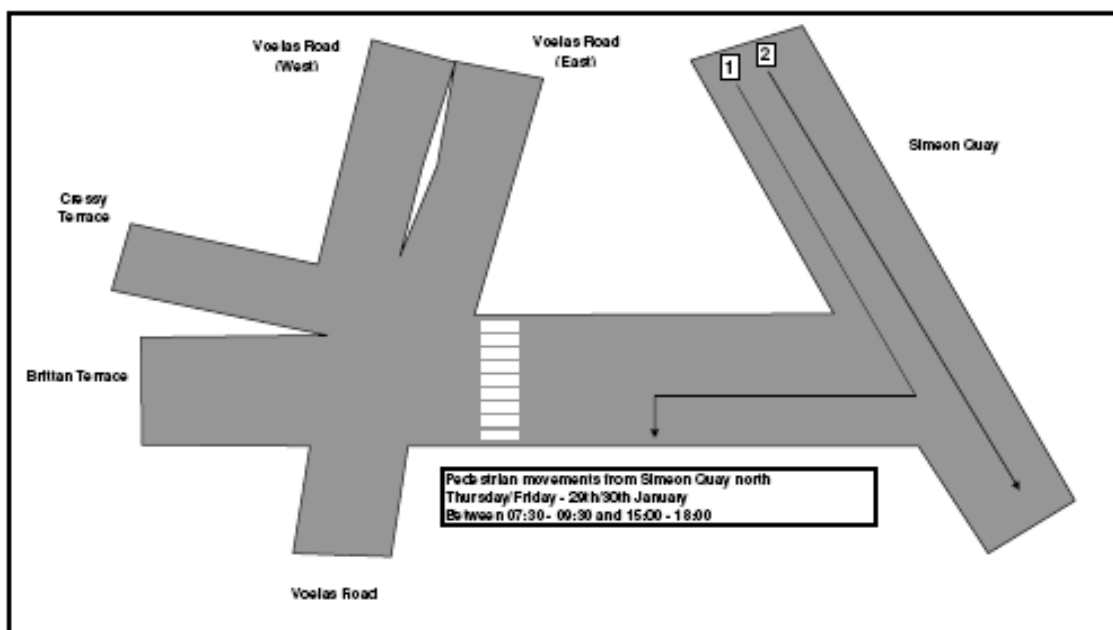 Voelas Road
(West)
Voelas Road
(East)
1
2
Simeon Quay
Cressy
Terrace
Brittan Terrace
Pedestrian movements from Simeon Quay north
Thursday/Friday - 29th/30th January
Between 07:30 - 09:30 and 15:00 - 18:00
Voelas Road